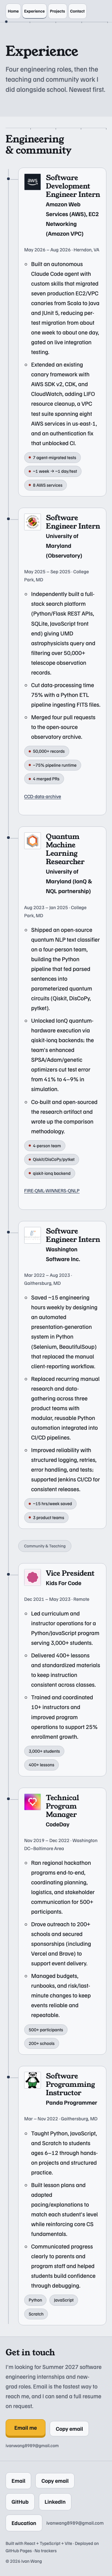 Home Experience Projects Contact
Experience
Four engineering roles, then the
teaching and community work I
did alongside school. Newest first.
Engineering
& community
aws
Software
Development
Engineer Intern
Amazon Web
Services (AWS), EC2
Networking
(Amazon VPC)
May 2026 – Aug 2026 · Herndon, VA
Built an autonomous
Claude Code agent with
custom skills that migrated
seven production EC2/VPC
canaries from Scala to Java
and JUnit 5, reducing per-
test migration from about
one week to about one day,
gated on live integration
testing.
Extended an existing
canary framework with
AWS SDK v2, CDK, and
CloudWatch, adding LIFO
resource cleanup, a VPC
test suite spanning eight
AWS services in us-east-1,
and an authentication fix
that unblocked CI.
7 agent-migrated tests
~1 week → ~1 day/test
8 AWS services
Software
Engineer Intern
University of
Maryland
(Observatory)
May 2025 – Sep 2025 · College
Park, MD
Independently built a full-
stack search platform
(Python/Flask REST APIs,
SQLite, JavaScript front
end) giving UMD
astrophysicists query and
filtering over 50,000+
telescope observation
records.
Cut data-processing time
75% with a Python ETL
pipeline ingesting FITS files.
Merged four pull requests
to the open-source
observatory archive.
50,000+ records
−75% pipeline runtime
4 merged PRs
CCD-data-archive
Quantum
Machine
Learning
Researcher
University of
Maryland (IonQ &
NQL partnership)
Aug 2023 – Jan 2025 · College
Park, MD
Shipped an open-source
quantum NLP text classifier
on a four-person team,
building the Python
pipeline that fed parsed
sentences into
parameterized quantum
circuits (Qiskit, DisCoPy,
pytket).
Unlocked IonQ quantum-
hardware execution via
qiskit-ionq backends: the
team's enhanced
SPSA/Adam/genetic
optimizers cut test error
from 41% to 4–9% in
simulation.
Co-built and open-sourced
the research artifact and
wrote up the comparison
methodology.
4-person team
Qiskit/DisCoPy/pytket
qiskit-ionq backend
FIRE-QML-WINNERS-QNLP
Software
Engineer Intern
Washington
Software Inc.
Mar 2022 – Aug 2023 ·
Gaithersburg, MD
Saved ~15 engineering
hours weekly by designing
an automated
presentation-generation
system in Python
(Selenium, BeautifulSoup)
that replaced the manual
client-reporting workflow.
Replaced recurring manual
research and data-
gathering across three
product teams with
modular, reusable Python
automation integrated into
CI/CD pipelines.
Improved reliability with
structured logging, retries,
error handling, and tests;
supported Jenkins CI/CD for
consistent releases.
~15 hrs/week saved
3 product teams
Community & Teaching
Vice President
Kids For Code
Dec 2021 – May 2023 · Remote
Led curriculum and
instructor operations for a
Python/JavaScript program
serving 3,000+ students.
Delivered 400+ lessons
and standardized materials
to keep instruction
consistent across classes.
Trained and coordinated
10+ instructors and
improved program
operations to support 25%
enrollment growth.
3,000+ students
400+ lessons
Technical
Program
Manager
CodeDay
Nov 2019 – Dec 2022 · Washington
DC–Baltimore Area
Ran regional hackathon
programs end-to-end,
coordinating planning,
logistics, and stakeholder
communication for 500+
participants.
Drove outreach to 200+
schools and secured
sponsorships (including
Vercel and Brave) to
support event delivery.
Managed budgets,
runbooks, and risk/last-
minute changes to keep
events reliable and
repeatable.
500+ participants
200+ schools
Software
Programming
Instructor
Panda Programmer
Mar – Nov 2022 · Gaithersburg, MD
Taught Python, JavaScript,
and Scratch to students
ages 6–12 through hands-
on projects and structured
practice.
Built lesson plans and
adapted
pacing/explanations to
match each student's level
while reinforcing core CS
fundamentals.
Communicated progress
clearly to parents and
program staff and helped
students build confidence
through debugging.
Python JavaScript
Scratch
Get in touch
I'm looking for Summer 2027 software
engineering internships and new-
grad roles. Email is the fastest way to
reach me, and I can send a full resume
on request.
Email me Copy email
ivanwang8989@gmail.com
Email Copy email
GitHub LinkedIn
Education ivanwang8989@gmail.com
Built with React + TypeScript + Vite · Deployed on
GitHub Pages · No trackers
© 2026 Ivan Wang